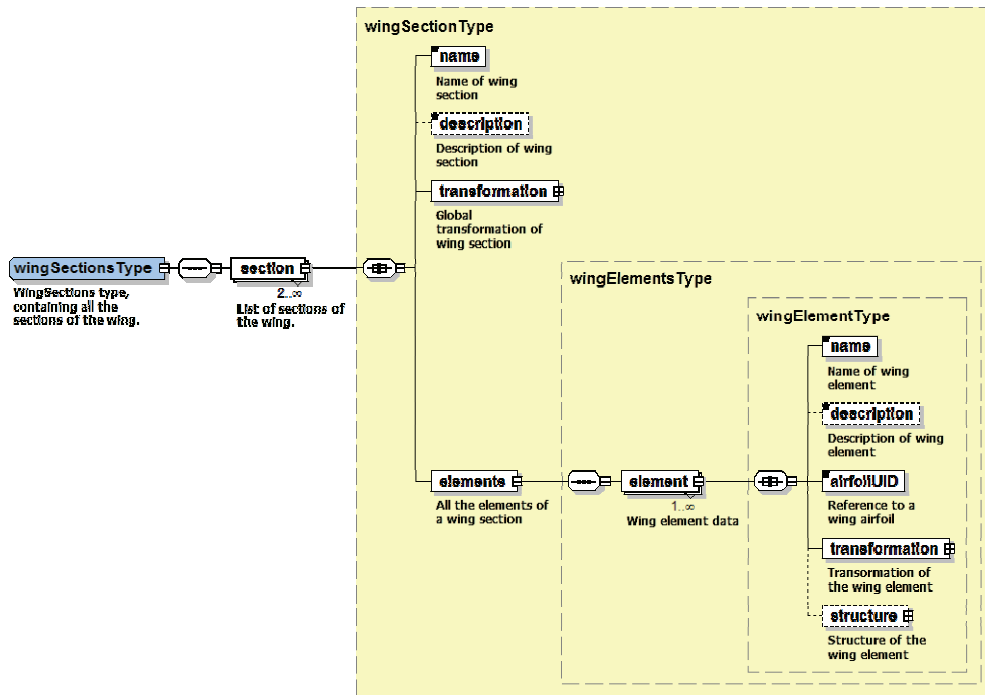 wingSectionType
name
Name of wing
section
description
Description of wing
section
transformation
Global
transformation of
wing section
wingSectionsType
WingSections type,
containing all the
sections of the wing.
section
2..∞
List of sections of
the wing.
wingElementsType
wingElementType
name
Name of wing
element
description
Description of wing
element
elements
All the elements of
a wing section
element
1..∞
Wing element data
airfoilUID
Reference to a
wing airfoil
transformation
Transormation of
the wing element
structure
Structure of the
wing element